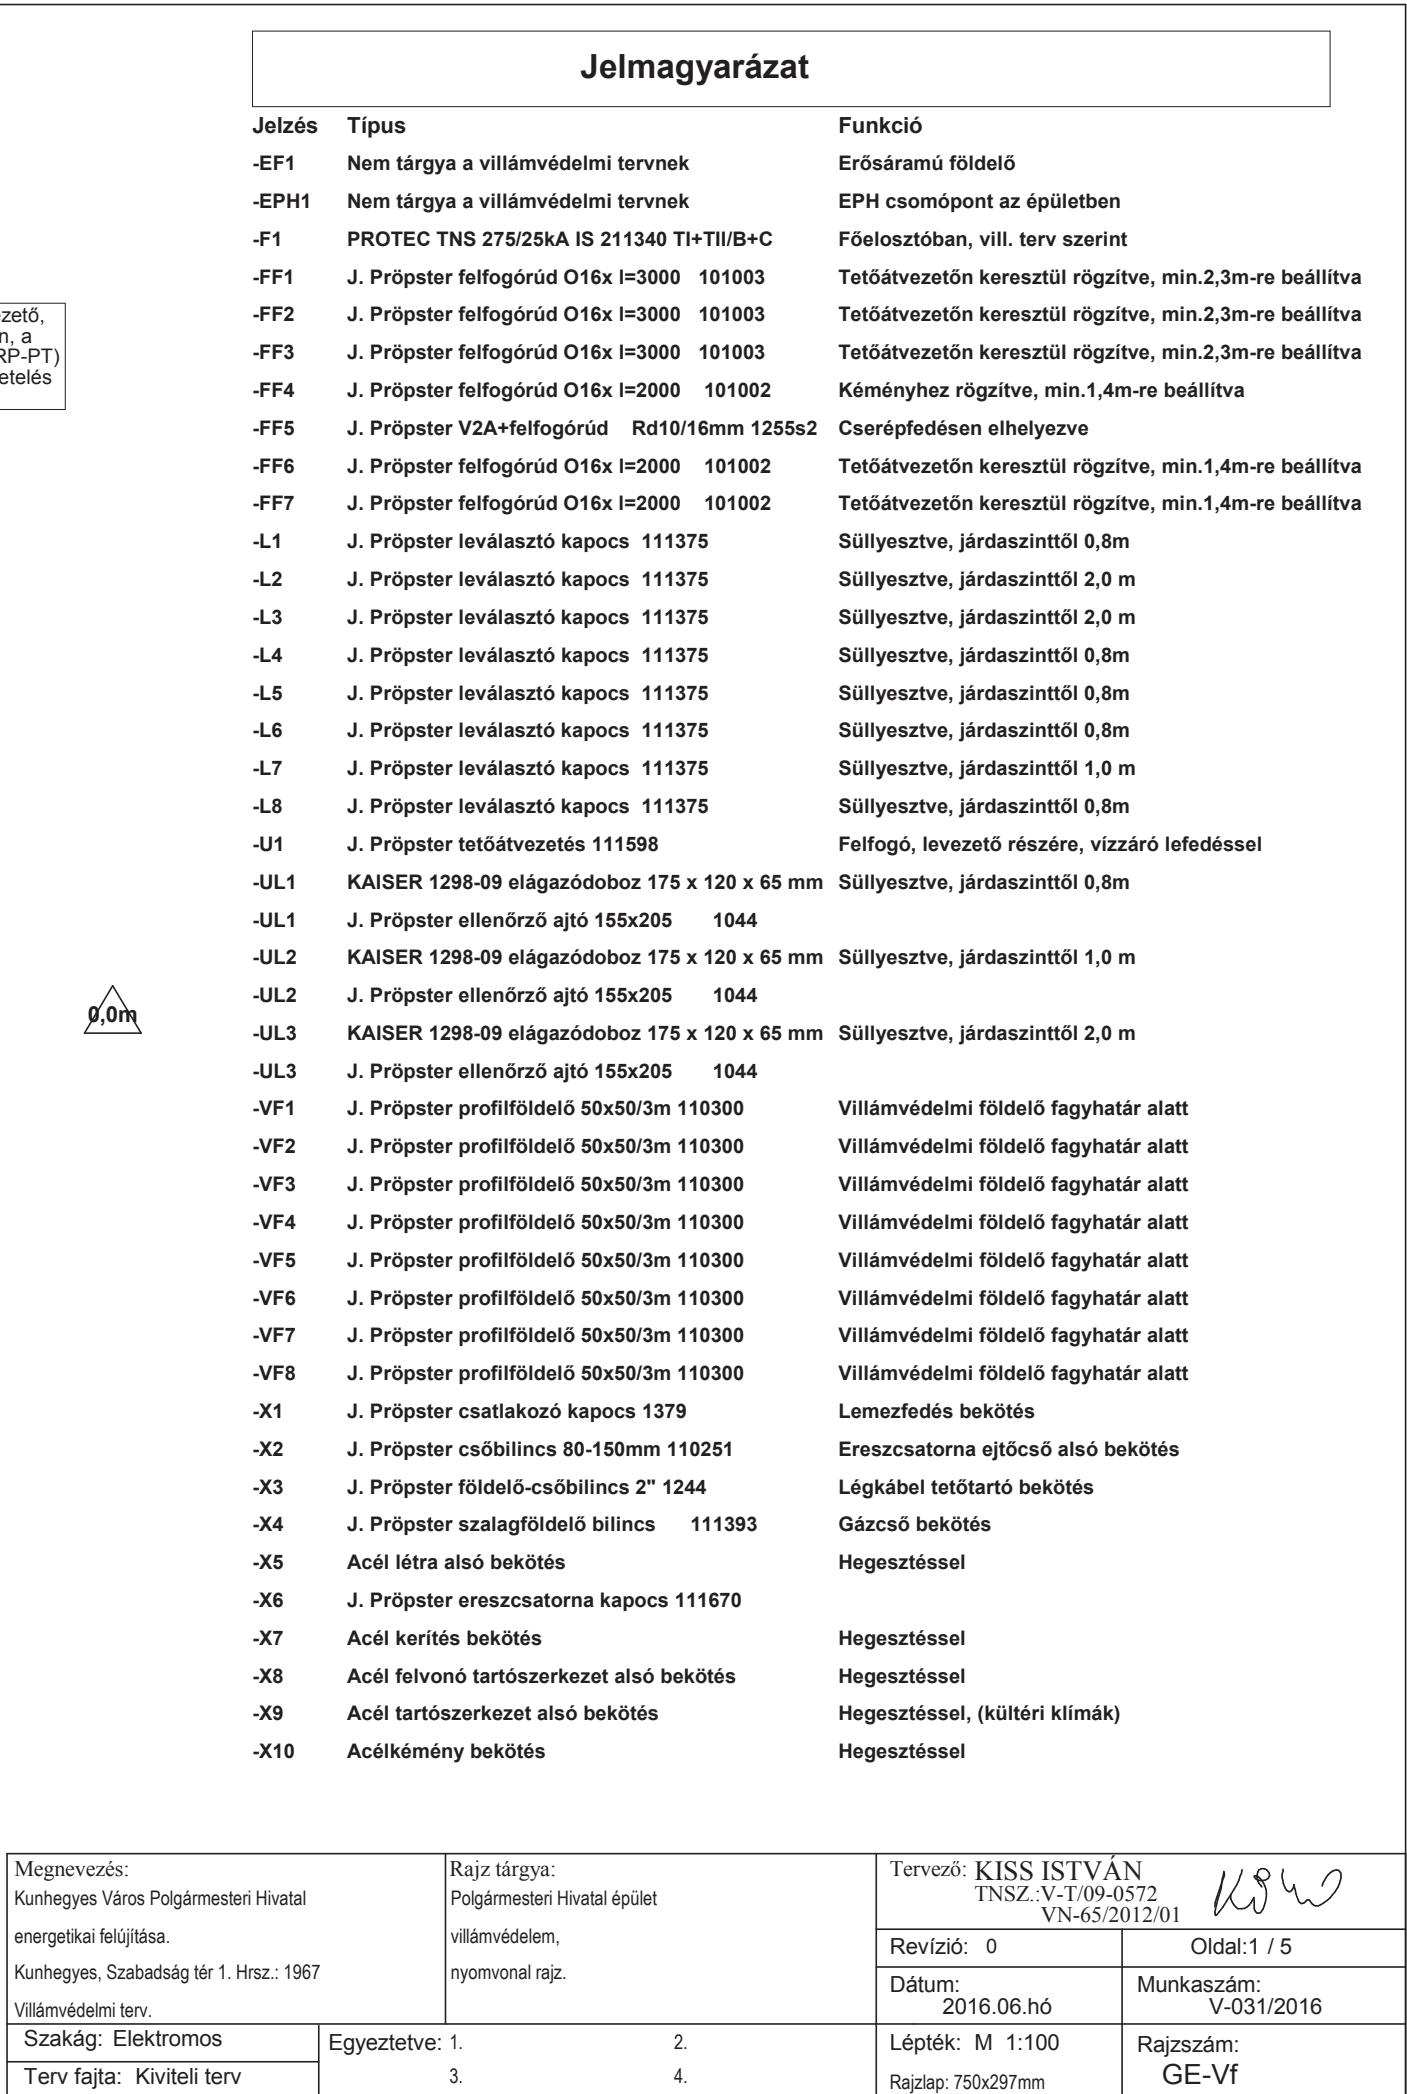 Jelmagyarázat
Jelzés Típus Funkció
-EF1 Nem tárgya a villámvédelmi tervnek Erősáramú földelő
-EPH1 Nem tárgya a villámvédelmi tervnek EPH csomópont az épületben
-F1 PROTEC TNS 275/25kA IS 211340 TI+TII/B+C Főelosztóban, vill. terv szerint
-FF1 J. Pröpster felfogórúd O16x l=3000 101003 Tetőátvezetőn keresztül rögzítve, min.2,3m-re beállítva
-FF2 J. Pröpster felfogórúd O16x l=3000 101003 Tetőátvezetőn keresztül rögzítve, min.2,3m-re beállítva
-FF3 J. Pröpster felfogórúd O16x l=3000 101003 Tetőátvezetőn keresztül rögzítve, min.2,3m-re beállítva
-FF4 J. Pröpster felfogórúd O16x l=2000 101002 Kéményhez rögzítve, min.1,4m-re beállítva
-FF5 J. Pröpster V2A+felfogórúd Rd10/16mm 1255s2 Cserépfedésen elhelyezve
-FF6 J. Pröpster felfogórúd O16x l=2000 101002 Tetőátvezetőn keresztül rögzítve, min.1,4m-re beállítva
-FF7 J. Pröpster felfogórúd O16x l=2000 101002 Tetőátvezetőn keresztül rögzítve, min.1,4m-re beállítva
-L1 J. Pröpster leválasztó kapocs 111375 Süllyesztve, járdaszinttől 0,8m
-L2 J. Pröpster leválasztó kapocs 111375 Süllyesztve, járdaszinttől 2,0 m
-L3 J. Pröpster leválasztó kapocs 111375 Süllyesztve, járdaszinttől 2,0 m
-L4 J. Pröpster leválasztó kapocs 111375 Süllyesztve, járdaszinttől 0,8m
-L5 J. Pröpster leválasztó kapocs 111375 Süllyesztve, járdaszinttől 0,8m
-L6 J. Pröpster leválasztó kapocs 111375 Süllyesztve, járdaszinttől 0,8m
-L7 J. Pröpster leválasztó kapocs 111375 Süllyesztve, járdaszinttől 1,0 m
-L8 J. Pröpster leválasztó kapocs 111375 Süllyesztve, járdaszinttől 0,8m
-U1 J. Pröpster tetőátvezetés 111598 Felfogó, levezető részére, vízzáró lefedéssel
-UL1 KAISER 1298-09 elágazódoboz 175 x 120 x 65 mm Süllyesztve, járdaszinttől 0,8m
-UL1 J. Pröpster ellenőrző ajtó 155x205 1044
-UL2 KAISER 1298-09 elágazódoboz 175 x 120 x 65 mm Süllyesztve, járdaszinttől 1,0 m
-UL2 J. Pröpster ellenőrző ajtó 155x205 1044
-UL3 KAISER 1298-09 elágazódoboz 175 x 120 x 65 mm Süllyesztve, járdaszinttől 2,0 m
-UL3 J. Pröpster ellenőrző ajtó 155x205 1044
-VF1 J. Pröpster profilföldelő 50x50/3m 110300 Villámvédelmi földelő fagyhatár alatt
-VF2 J. Pröpster profilföldelő 50x50/3m 110300 Villámvédelmi földelő fagyhatár alatt
-VF3 J. Pröpster profilföldelő 50x50/3m 110300 Villámvédelmi földelő fagyhatár alatt
-VF4 J. Pröpster profilföldelő 50x50/3m 110300 Villámvédelmi földelő fagyhatár alatt
-VF5 J. Pröpster profilföldelő 50x50/3m 110300 Villámvédelmi földelő fagyhatár alatt
-VF6 J. Pröpster profilföldelő 50x50/3m 110300 Villámvédelmi földelő fagyhatár alatt
-VF7 J. Pröpster profilföldelő 50x50/3m 110300 Villámvédelmi földelő fagyhatár alatt
-VF8 J. Pröpster profilföldelő 50x50/3m 110300 Villámvédelmi földelő fagyhatár alatt
-X1 J. Pröpster csatlakozó kapocs 1379 Lemezfedés bekötés
-X2 J. Pröpster csőbilincs 80-150mm 110251 Ereszcsatorna ejtőcső alsó bekötés
-X3 J. Pröpster földelő-csőbilincs 2" 1244 Légkábel tetőtartó bekötés
-X4 J. Pröpster szalagföldelő bilincs 111393 Gázcső bekötés
-X5 Acél létra alsó bekötés Hegesztéssel
-X6 J. Pröpster ereszcsatorna kapocs 111670
-X7 Acél kerítés bekötés Hegesztéssel
-X8 Acél felvonó tartószerkezet alsó bekötés Hegesztéssel
-X9 Acél tartószerkezet alsó bekötés Hegesztéssel, (kültéri klímák)
-X10 Acélkémény bekötés Hegesztéssel
ezető,
n, a
RP-PT)
etelés
0,0m
Megnevezés:
Kunhegyes Város Polgármesteri Hivatal
energetikai felújítása.
Kunhegyes, Szabadság tér 1. Hrsz.: 1967
Villámvédelmi terv.
Rajz tárgya:
Polgármesteri Hivatal épület
villámvédelem,
nyomvonal rajz.
Tervező: KISS ISTVÁN
TNSZ.:V-T/09-0572
VN-65/2012/01
Revízió: 0
Oldal:1 / 5
Dátum:
2016.06.hó
Munkaszám:
V-031/2016
Szakág: Elektromos
Terv fajta: Kiviteli terv
Egyeztetve: 1. 2.
3. 4.
Lépték: M 1:100
Rajzlap: 750x297mm
Rajzszám:
GE-Vf